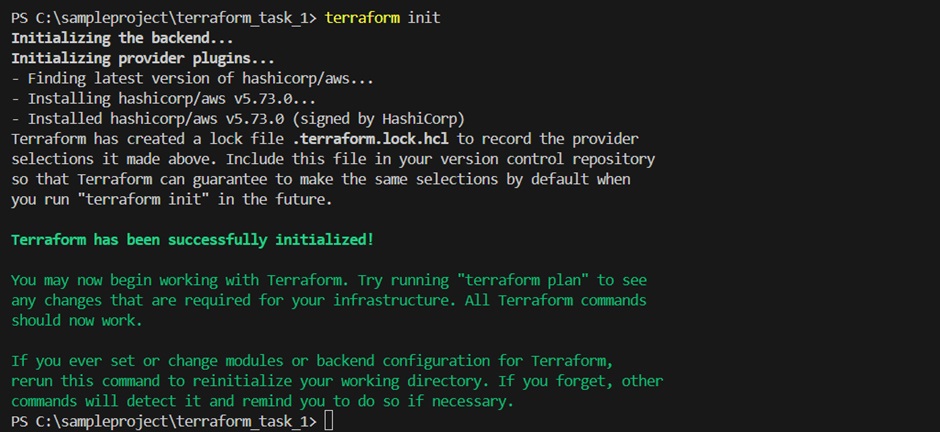 PS C:\sampleproject\terraform_task_1> terraform init
Initializing the backend...
Initializing provider plugins...
- Finding latest version of hashicorp/aws...
- Installing hashicorp/aws v5.73.0...
- Installed hashicorp/aws v5.73.0 (signed by HashiCorp)
Terraform has created a lock file .terraform.lock.hcl to record the provider
selections it made above. Include this file in your version control repository
so that Terraform can guarantee to make the same selections by default when
you run "terraform init" in the future.
Terraform has been successfully initialized!
You may now begin working with Terraform. Try running "terraform plan" to see
any changes that are required for your infrastructure. All Terraform commands
should now work.
If you ever set or change modules or backend configuration for Terraform,
rerun this command to reinitialize your working directory. If you forget, other
commands will detect it and remind you to do so if necessary.
PS C:\sampleproject\terraform_task_1>